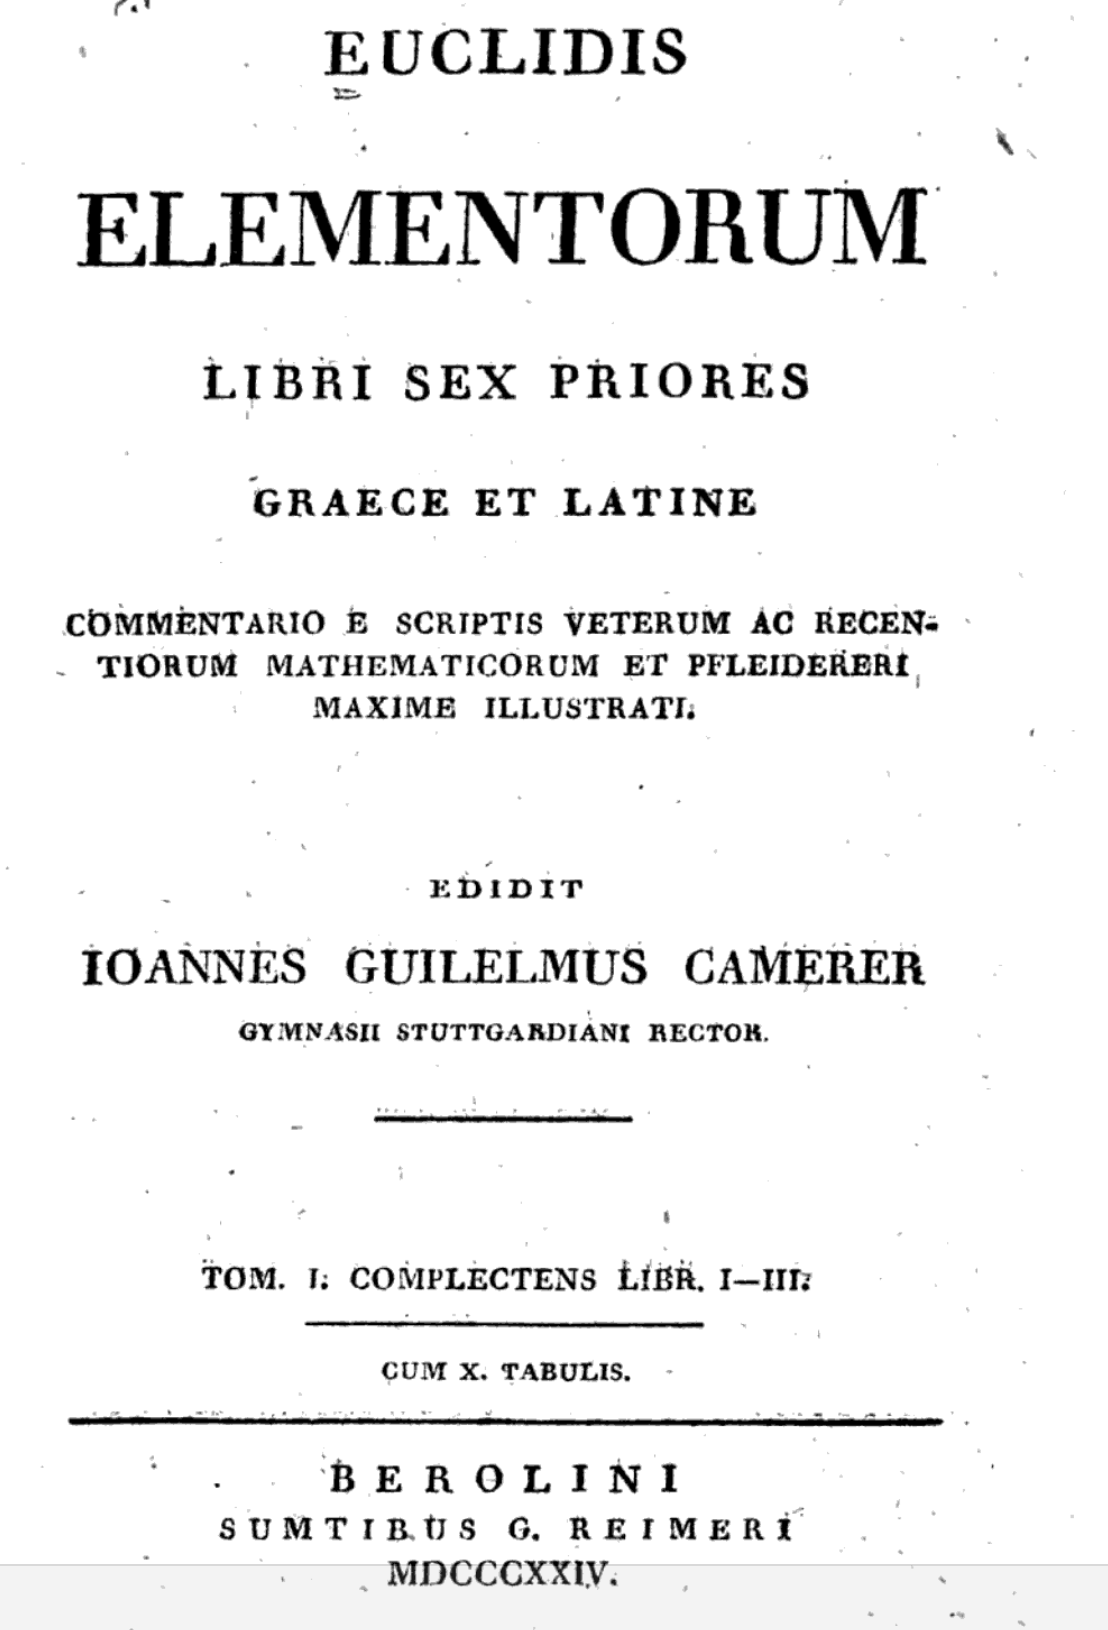 EUCLIDIS
ELEMENTORUM
LIBRI SEX PRIORES
GRAECE ET LATINE
COMMENTARIO E SCRIPTIS VETERUM AC RECEN-
TIORUM MATHEMATICORUM ET PFLEIDERERI
MAXIME ILLUSTRATI.
EDIDIT
IOANNES GUILELMUS CAMERER
GYMNASII STUTTGARDIANI RECTOR.
TOM. I. COMPLECTENS LIBR. I—III.
CUM X. TABULIS.
BEROLINI
SUMTIBUS G. REIMERI
MDCCCXXIV.